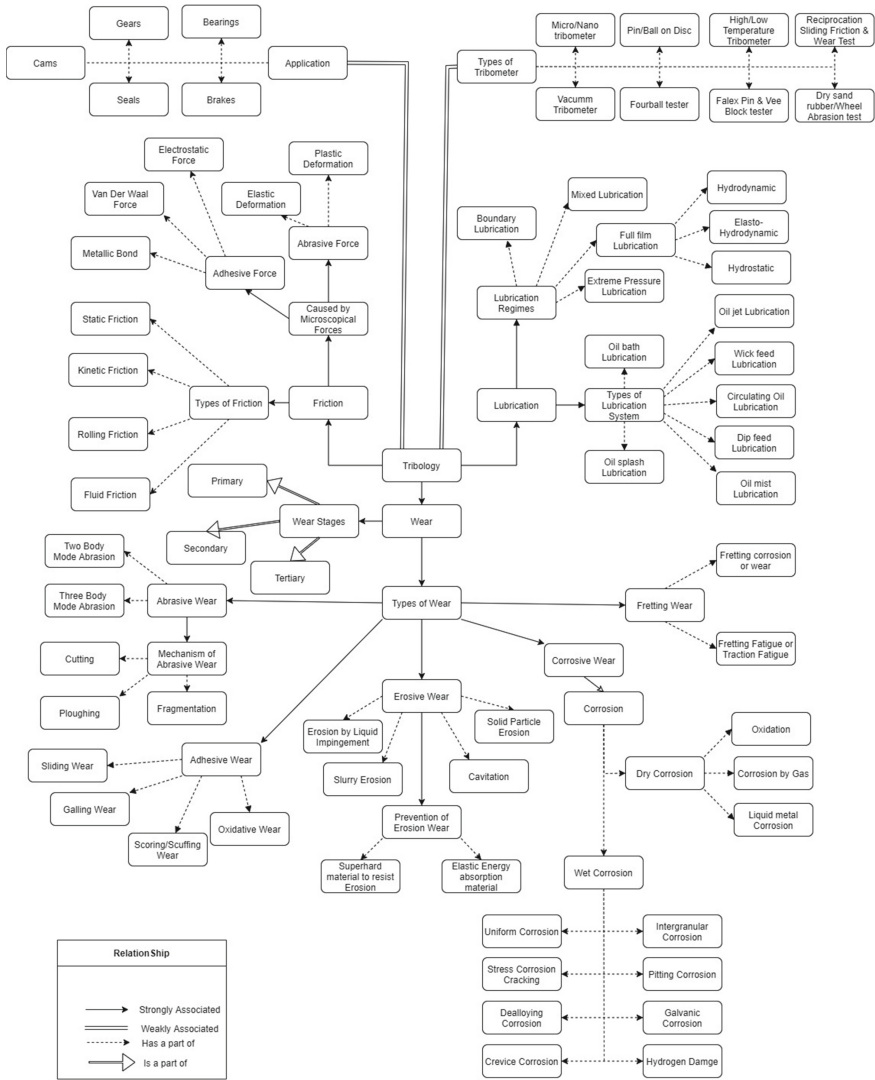 Gears
Bearings
Cams
Application
Seals
Brakes
Types of
Tribometer
Micro/Nano
tribometer
Pin/Ball on Disc
High/Low
Temperature
Tribometer
Reciprocation
Sliding Friction &
Wear Test
Vacumm
Tribometer
Fourball tester
Falex Pin & Vee
Block tester
Dry sand
rubber/Wheel
Abrasion test
Electrostatic
Force
Plastic
Deformation
Van Der Waal
Force
Elastic
Deformation
Metallic Bond
Adhesive Force
Abrasive Force
Caused by
Microscopical
Forces
Static Friction
Kinetic Friction
Rolling Friction
Fluid Friction
Types of Friction
Friction
Mixed Lubrication
Boundary
Lubrication
Full film
Lubrication
Hydrodynamic
Elasto-
Hydrodynamic
Hydrostatic
Extreme Pressure
Lubrication
Lubrication
Regimes
Oil jet Lubrication
Oil bath
Lubrication
Wick feed
Lubrication
Lubrication
Types of
Lubrication
System
Circulating Oil
Lubrication
Dip feed
Lubrication
Oil splash
Lubrication
Oil mist
Lubrication
Tribology
Primary
Secondary
Tertiary
Wear Stages
Wear
Two Body
Mode Abrasion
Three Body
Mode Abrasion
Abrasive Wear
Types of Wear
Fretting Wear
Fretting corrosion
or wear
Fretting Fatigue or
Traction Fatigue
Cutting
Mechanism of
Abrasive Wear
Ploughing
Fragmentation
Corrosive Wear
Corrosion
Erosive Wear
Erosion by Liquid
Impingement
Solid Particle
Erosion
Slurry Erosion
Cavitation
Prevention of
Erosion Wear
Superhard
material to resist
Erosion
Elastic Energy
absorption
material
Sliding Wear
Adhesive Wear
Galling Wear
Scoring/Scuffing
Wear
Oxidative Wear
Dry Corrosion
Oxidation
Corrosion by Gas
Liquid metal
Corrosion
Wet Corrosion
Uniform Corrosion
Intergranular
Corrosion
Stress Corrosion
Cracking
Pitting Corrosion
Dealloying
Corrosion
Galvanic
Corrosion
Crevice Corrosion
Hydrogen Damge
RelationShip
Strongly Associated
Weakly Associated
Has a part of
Is a part of